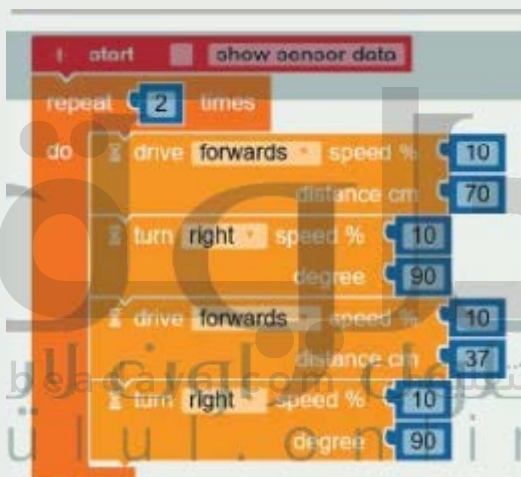 start show sensor data
repeat 2 times
do drive forwards speed % 10
distance cm 70
turn right speed % 10
degree 90
drive forwards speed % 10
distance cm 37
turn right speed % 10
degree 90